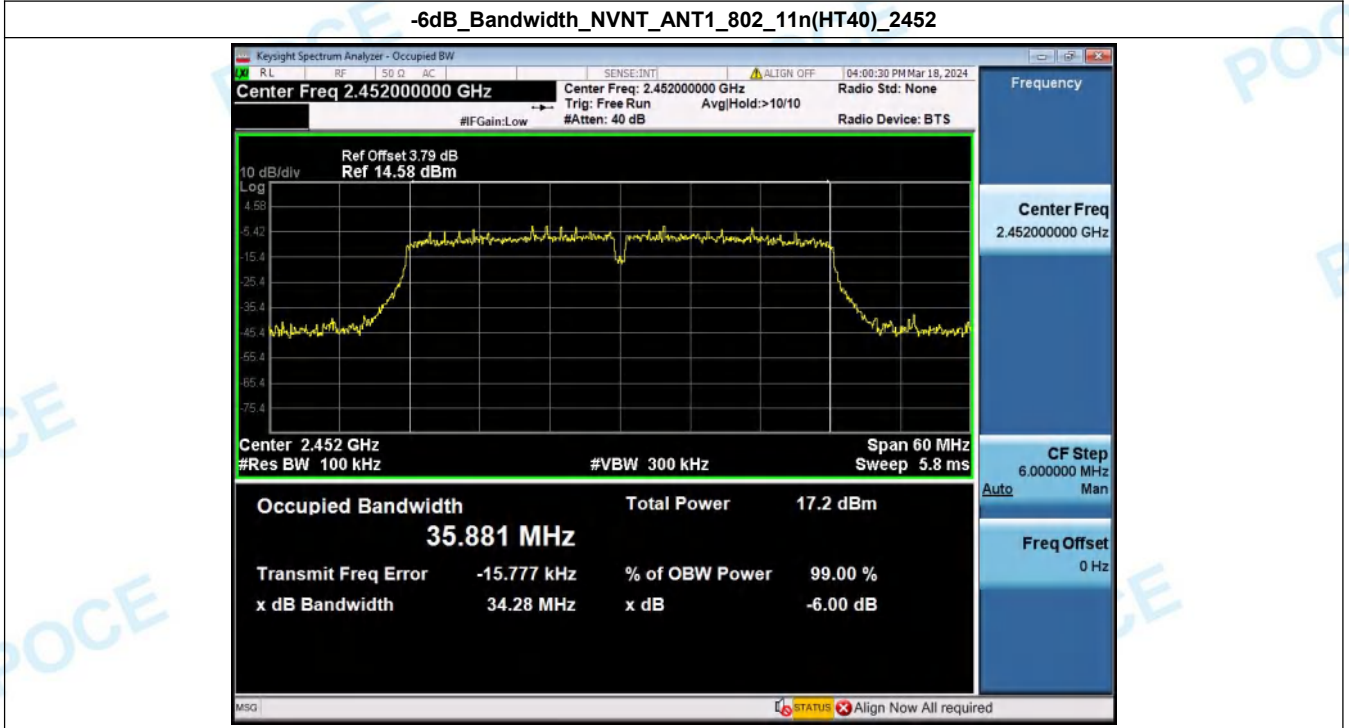 -6dB_Bandwidth_NVNT_ANT1_802_11n(HT40)_2452
Keysight Spectrum Analyzer - Occupied BW
RL RF 50 Ω AC SENSE:INT ALIGN OFF 04:00:30 PM Mar 18, 2024
Center Freq 2.452000000 GHz
Center Freq: 2.452000000 GHz
Radio Std: None
Trig: Free Run Avg|Hold:>10/10
#IFGain:Low
#Atten: 40 dB
Radio Device: BTS
Frequency
Ref Offset 3.79 dB
10 dB/div Ref 14.58 dBm
Log
4.58
-5.42
-15.4
-25.4
-35.4
-45.4
-55.4
-65.4
-75.4
Center 2.452 GHz
Span 60 MHz
#Res BW 100 kHz
#VBW 300 kHz
Sweep 5.8 ms
Center Freq
2.452000000 GHz
CF Step
6.000000 MHz
Auto Man
Freq Offset
0 Hz
Occupied Bandwidth
Total Power 17.2 dBm
35.881 MHz
Transmit Freq Error -15.777 kHz
% of OBW Power 99.00 %
x dB Bandwidth 34.28 MHz
x dB -6.00 dB
MSG
STATUS Align Now All required
POCE
POCE